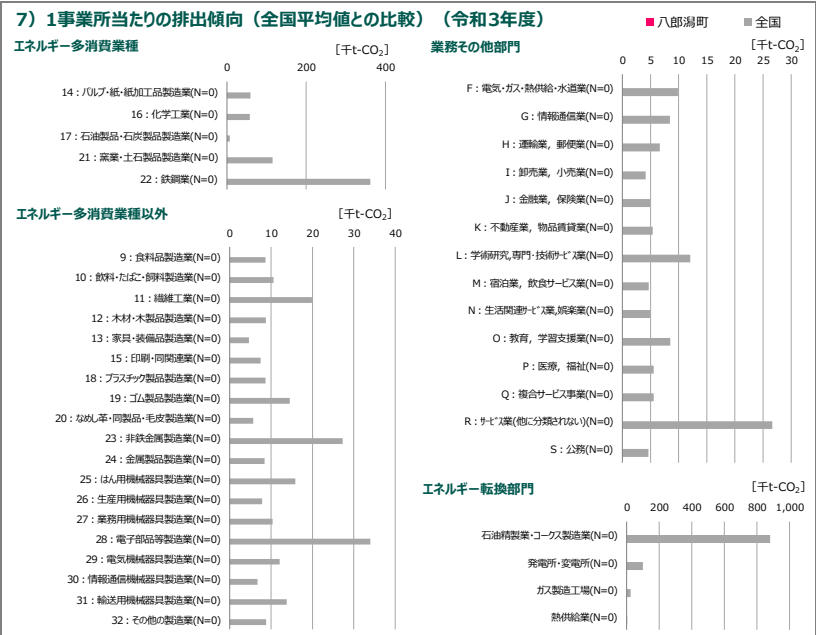 7）1事業所当たりの排出傾向（全国平均値との比較）（令和3年度）
■八郎潟町 ■全国
エネルギー多消費業種
［千t-CO₂］
0 200 400
14：パルプ・紙・紙加工品製造業(N=0)
16：化学工業(N=0)
17：石油製品・石炭製品製造業(N=0)
21：窯業・土石製品製造業(N=0)
22：鉄鋼業(N=0)
エネルギー多消費業種以外
［千t-CO₂］
0 10 20 30 40
9：食料品製造業(N=0)
10：飲料・たばこ・飼料製造業(N=0)
11：繊維工業(N=0)
12：木材・木製品製造業(N=0)
13：家具・装備品製造業(N=0)
15：印刷・同関連業(N=0)
18：プラスチック製品製造業(N=0)
19：ゴム製品製造業(N=0)
20：なめし革・同製品・毛皮製造業(N=0)
23：非鉄金属製造業(N=0)
24：金属製品製造業(N=0)
25：はん用機械器具製造業(N=0)
26：生産用機械器具製造業(N=0)
27：業務用機械器具製造業(N=0)
28：電子部品等製造業(N=0)
29：電気機械器具製造業(N=0)
30：情報通信機械器具製造業(N=0)
31：輸送用機械器具製造業(N=0)
32：その他の製造業(N=0)
業務その他部門
［千t-CO₂］
0 5 10 15 20 25 30
F：電気・ガス・熱供給・水道業(N=0)
G：情報通信業(N=0)
H：運輸業，郵便業(N=0)
I：卸売業，小売業(N=0)
J：金融業，保険業(N=0)
K：不動産業，物品賃貸業(N=0)
L：学術研究,専門・技術ｻｰﾋﾞｽ業(N=0)
M：宿泊業，飲食サービス業(N=0)
N：生活関連ｻｰﾋﾞｽ業,娯楽業(N=0)
O：教育，学習支援業(N=0)
P：医療，福祉(N=0)
Q：複合サービス事業(N=0)
R：ｻｰﾋﾞｽ業(他に分類されない)(N=0)
S：公務(N=0)
エネルギー転換部門
［千t-CO₂］
0 200 400 600 800 1,000
石油精製業・コークス製造業(N=0)
発電所・変電所(N=0)
ガス製造工場(N=0)
熱供給業(N=0)